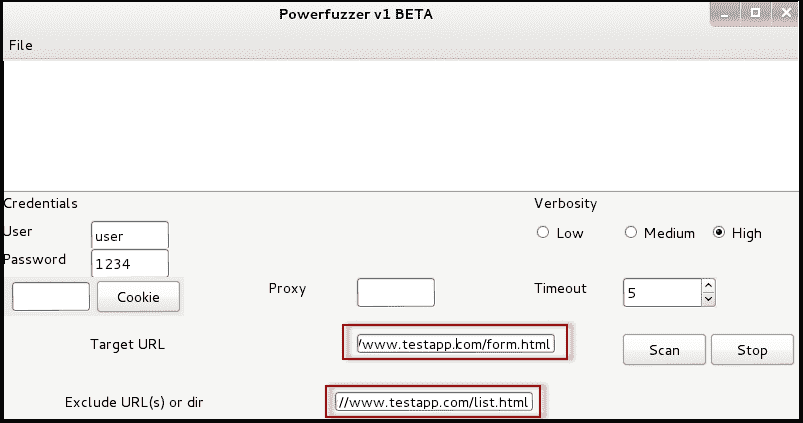 Powerfuzzer v1 BETA
File
Credentials
Verbosity
User
user
Low
Medium
High
Password
1234
Cookie
Proxy
Timeout
5
Target URL
/www.testapp.com/form.html
Scan
Stop
Exclude URL(s) or dir
//www.testapp.com/list.html